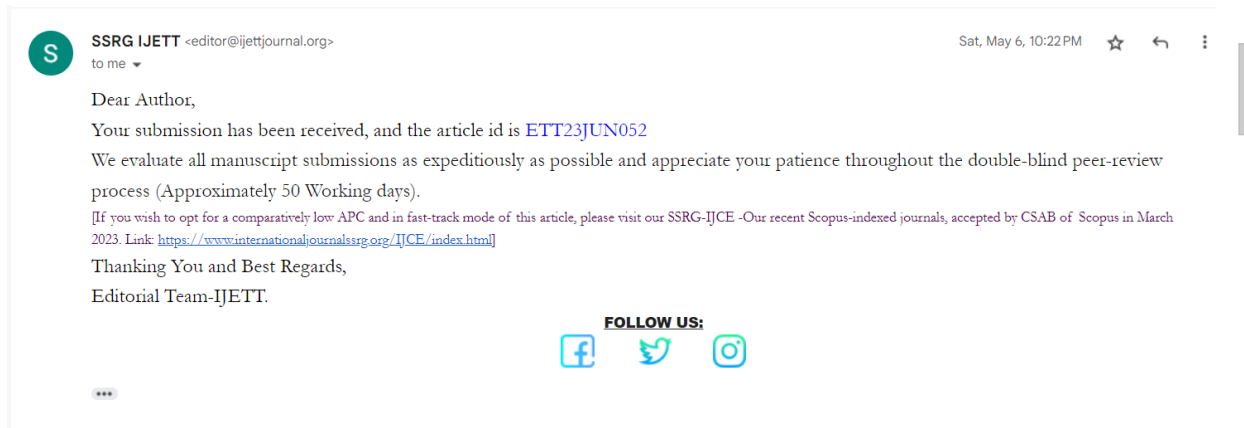 S
SSRG IJETT <editor@ijettjournal.org>
Sat, May 6, 10:22 PM
to me
Dear Author,
Your submission has been received, and the article id is ETT23JUN052
We evaluate all manuscript submissions as expeditiously as possible and appreciate your patience throughout the double-blind peer-review
process (Approximately 50 Working days).
[If you wish to opt for a comparatively low APC and in fast-track mode of this article, please visit our SSRG-IJCE -Our recent Scopus-indexed journals, accepted by CSAB of Scopus in March
2023. Link: https://www.internationaljournalssrg.org/IJCE/index.html]
Thanking You and Best Regards,
Editorial Team-IJETT.
FOLLOW US: